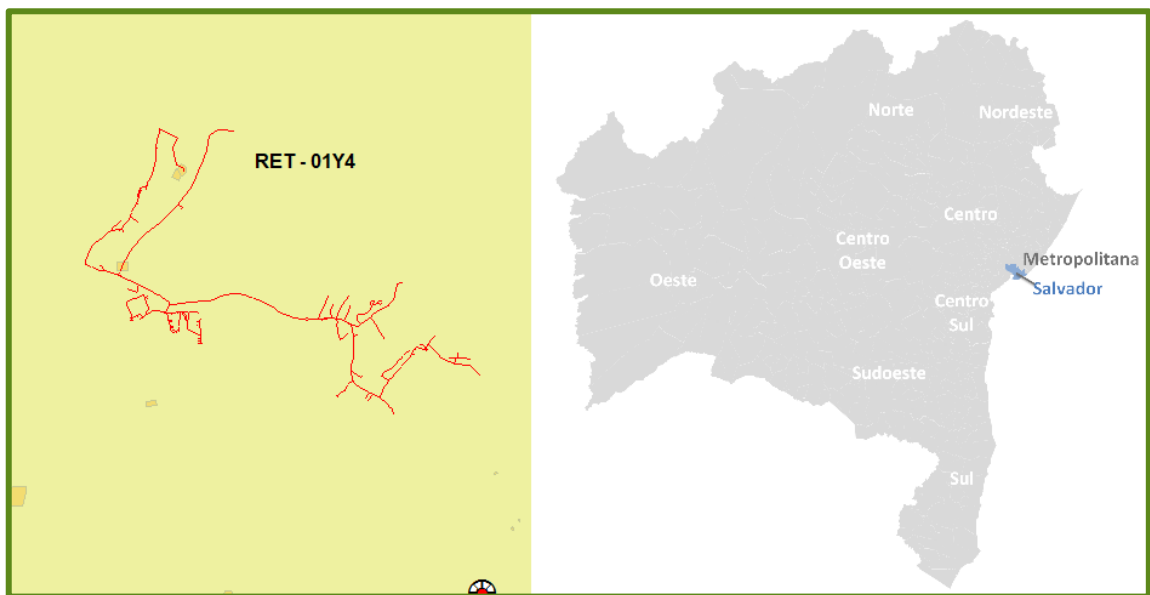 RET - 01Y4
Norte
Nordeste
Centro
Centro
Oeste
Metropolitana
Oeste
Salvador
Centro
Sul
Sudoeste
Sul